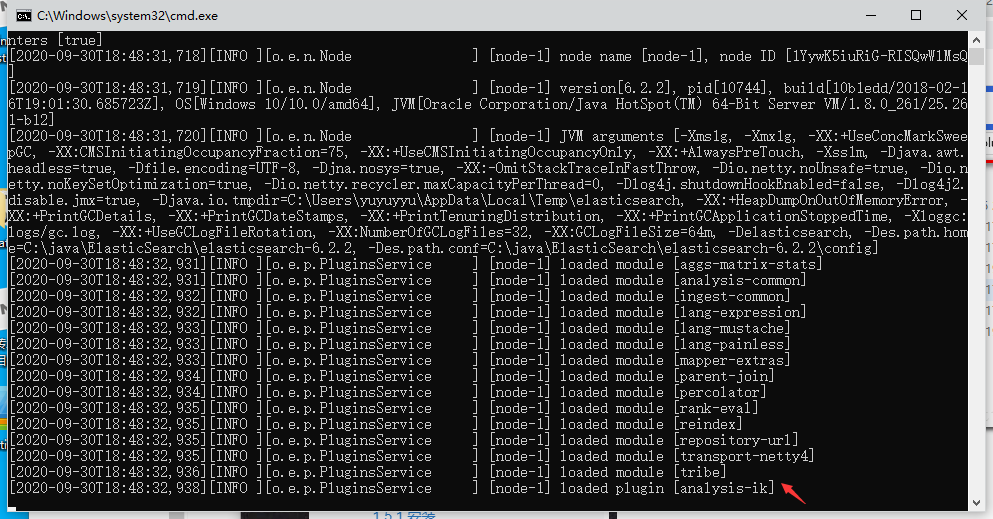 C:\Windows\system32\cmd.exe
nters [true]
[2020-09-30T18:48:31,718][INFO ][o.e.n.Node               ] [node-1] node name [node-1], node ID [1YywK5iuRiG-RISQwW1MsQ
]
[2020-09-30T18:48:31,719][INFO ][o.e.n.Node               ] [node-1] version[6.2.2], pid[10744], build[10b1edd/2018-02-1
6T19:01:30.685723Z], OS[Windows 10/10.0/amd64], JVM[Oracle Corporation/Java HotSpot(TM) 64-Bit Server VM/1.8.0_261/25.26
1-b12]
[2020-09-30T18:48:31,720][INFO ][o.e.n.Node               ] [node-1] JVM arguments [-Xms1g, -Xmx1g, -XX:+UseConcMarkSwee
pGC, -XX:CMSInitiatingOccupancyFraction=75, -XX:+UseCMSInitiatingOccupancyOnly, -XX:+AlwaysPreTouch, -Xss1m, -Djava.awt.
headless=true, -Dfile.encoding=UTF-8, -Djna.nosys=true, -XX:-OmitStackTraceInFastThrow, -Dio.netty.noUnsafe=true, -Dio.n
etty.noKeySetOptimization=true, -Dio.netty.recycler.maxCapacityPerThread=0, -Dlog4j.shutdownHookEnabled=false, -Dlog4j2.
disable.jmx=true, -Djava.io.tmpdir=C:\Users\yuyuyyu\AppData\Local\Temp\elasticsearch, -XX:+HeapDumpOnOutOfMemoryError, -
XX:+PrintGCDetails, -XX:+PrintGCDateStamps, -XX:+PrintTenuringDistribution, -XX:+PrintGCApplicationStoppedTime, -Xloggc:
logs/gc.log, -XX:+UseGCLogFileRotation, -XX:NumberOfGCLogFiles=32, -XX:GCLogFileSize=64m, -Delasticsearch, -Des.path.hom
e=C:\java\ElasticSearch\elasticsearch-6.2.2, -Des.path.conf=C:\java\ElasticSearch\elasticsearch-6.2.2\config]
[2020-09-30T18:48:32,931][INFO ][o.e.p.PluginsService     ] [node-1] loaded module [aggs-matrix-stats]
[2020-09-30T18:48:32,931][INFO ][o.e.p.PluginsService     ] [node-1] loaded module [analysis-common]
[2020-09-30T18:48:32,932][INFO ][o.e.p.PluginsService     ] [node-1] loaded module [ingest-common]
[2020-09-30T18:48:32,932][INFO ][o.e.p.PluginsService     ] [node-1] loaded module [lang-expression]
[2020-09-30T18:48:32,933][INFO ][o.e.p.PluginsService     ] [node-1] loaded module [lang-mustache]
[2020-09-30T18:48:32,933][INFO ][o.e.p.PluginsService     ] [node-1] loaded module [lang-painless]
[2020-09-30T18:48:32,933][INFO ][o.e.p.PluginsService     ] [node-1] loaded module [mapper-extras]
[2020-09-30T18:48:32,934][INFO ][o.e.p.PluginsService     ] [node-1] loaded module [parent-join]
[2020-09-30T18:48:32,934][INFO ][o.e.p.PluginsService     ] [node-1] loaded module [percolator]
[2020-09-30T18:48:32,935][INFO ][o.e.p.PluginsService     ] [node-1] loaded module [rank-eval]
[2020-09-30T18:48:32,935][INFO ][o.e.p.PluginsService     ] [node-1] loaded module [reindex]
[2020-09-30T18:48:32,935][INFO ][o.e.p.PluginsService     ] [node-1] loaded module [repository-url]
[2020-09-30T18:48:32,935][INFO ][o.e.p.PluginsService     ] [node-1] loaded module [transport-netty4]
[2020-09-30T18:48:32,936][INFO ][o.e.p.PluginsService     ] [node-1] loaded module [tribe]
[2020-09-30T18:48:32,938][INFO ][o.e.p.PluginsService     ] [node-1] loaded plugin [analysis-ik]
1.5.1 安装